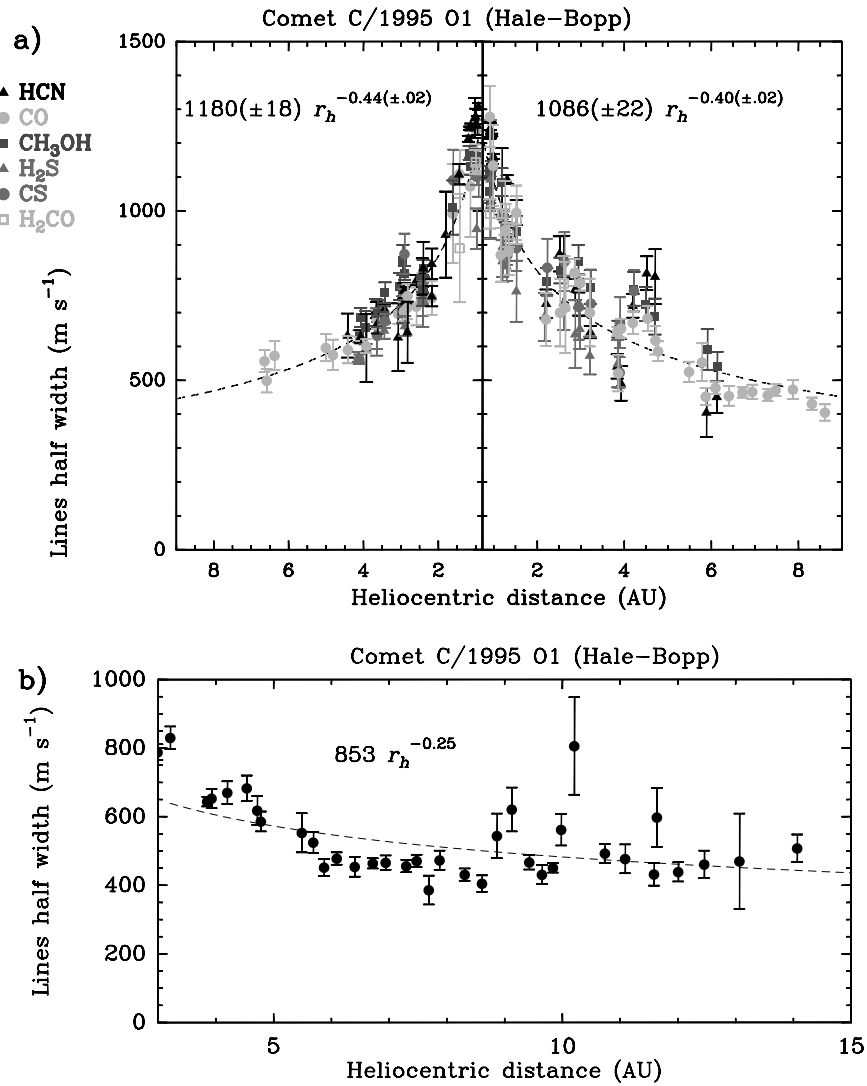 Comet C/1995 O1 (Hale−Bopp)
a)
HCN
CO
CH3OH
H2S
CS
H2CO
1180(±18) rh−0.44(±.02)
1086(±22) rh−0.40(±.02)
1500
1000
500
0
Lines half width (m s−1)
8 6 4 2 2 4 6 8
Heliocentric distance (AU)
Comet C/1995 O1 (Hale−Bopp)
b)
853 rh−0.25
1000
800
600
400
200
0
Lines half width (m s−1)
5 10 15
Heliocentric distance (AU)